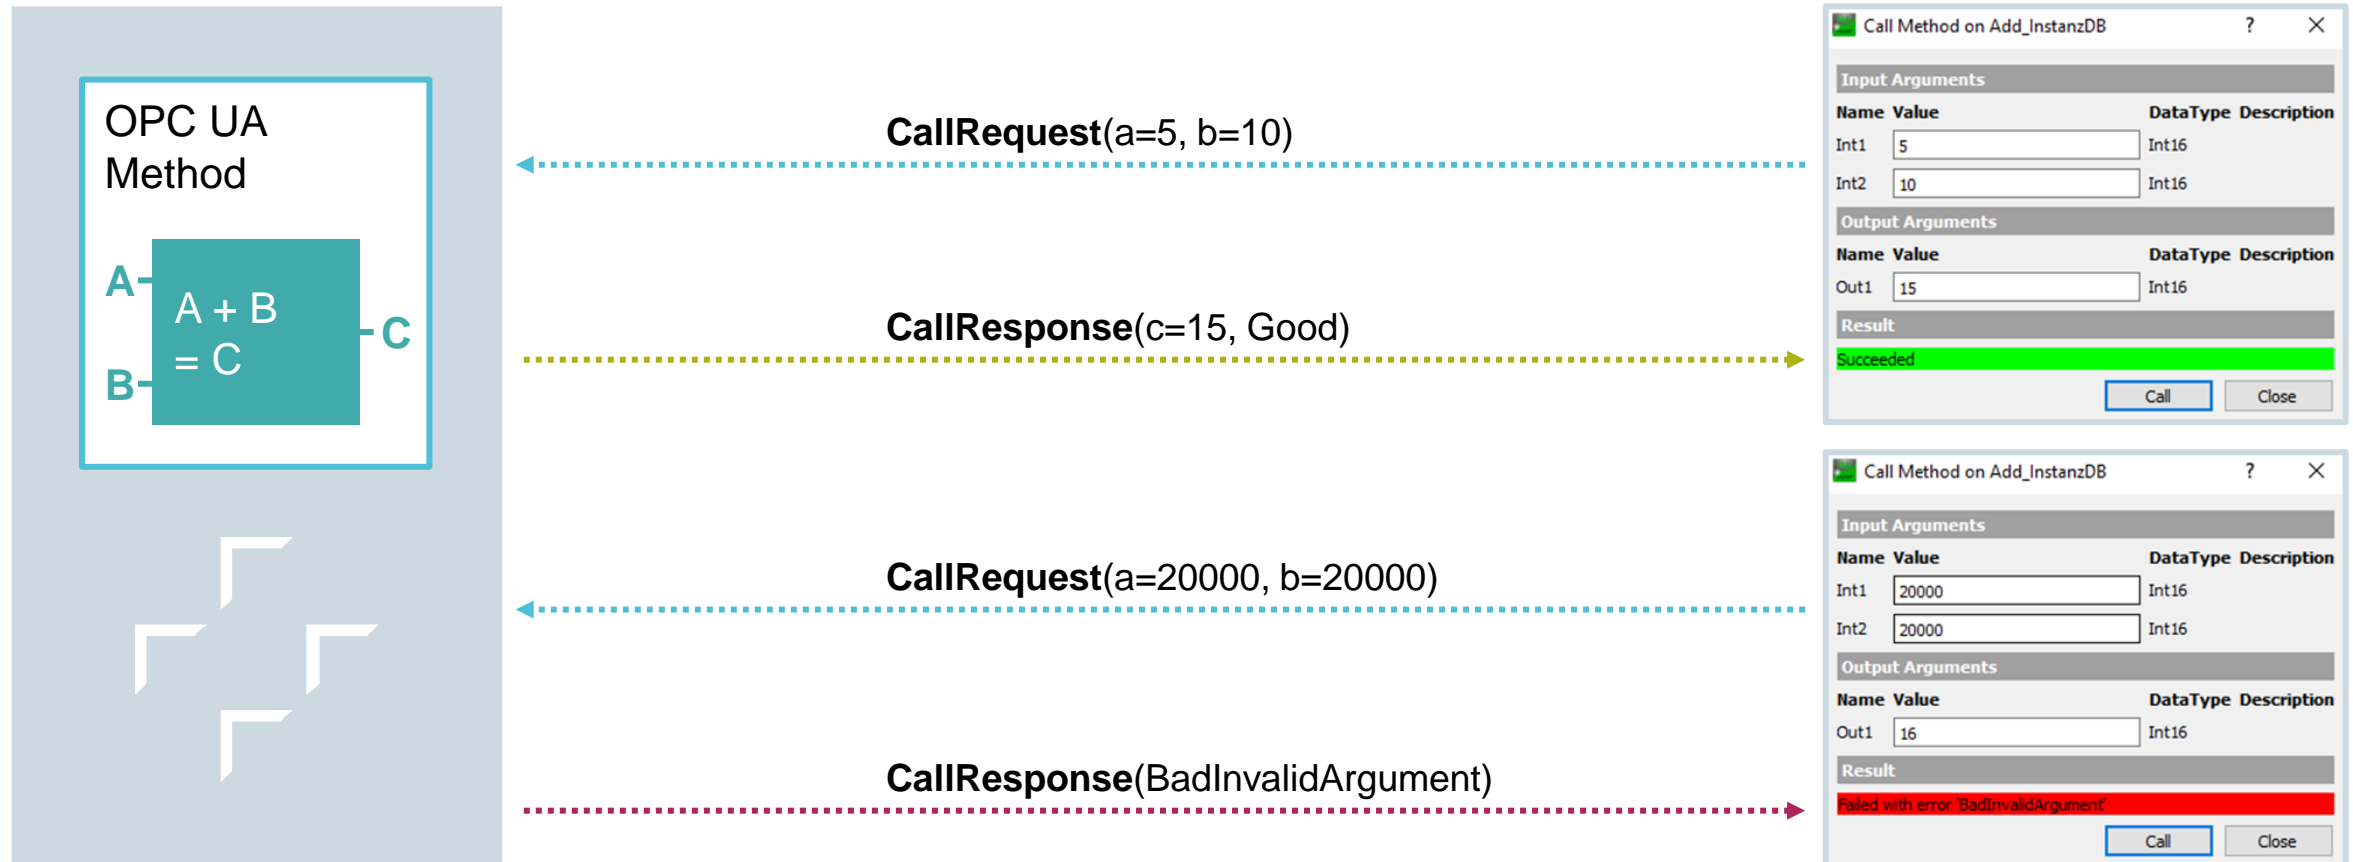 OPC UA
Method
A
B
A + B
= C
C
CallRequest(a=5, b=10)
CallResponse(c=15, Good)
CallRequest(a=20000, b=20000)
CallResponse(BadInvalidArgument)
Call Method on Add_InstanzDB ?
Input Arguments
Name Value DataType Description
Int1 5 Int16
Int2 10 Int16
Output Arguments
Name Value DataType Description
Out1 15 Int16
Result
Succeeded
Call Close
Call Method on Add_InstanzDB ?
Input Arguments
Name Value DataType Description
Int1 20000 Int16
Int2 20000 Int16
Output Arguments
Name Value DataType Description
Out1 16 Int16
Result
Failed with error 'BadInvalidArgument'
Call Close